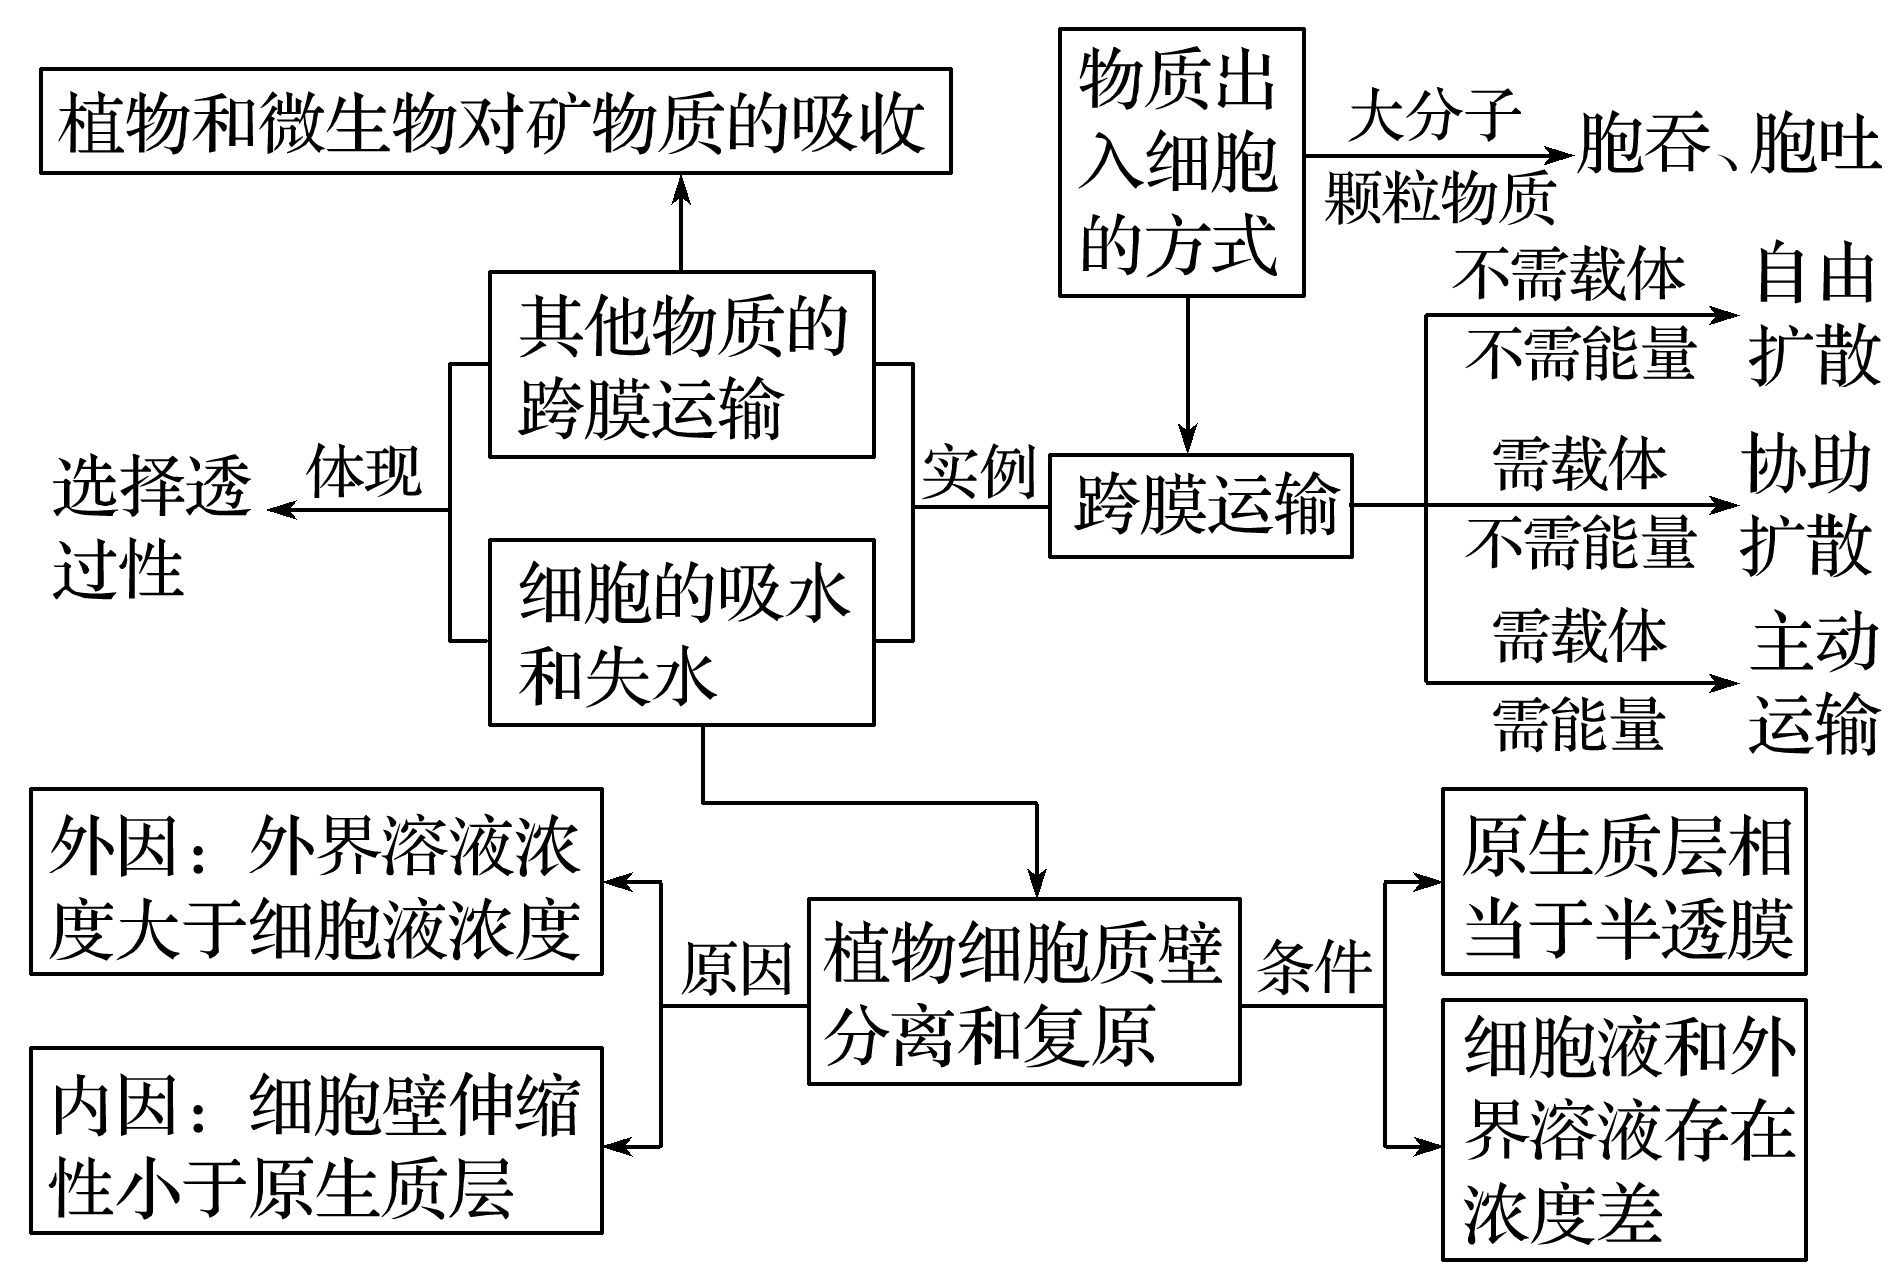 植物和微生物对矿物质的吸收
物质出
入细胞
的方式
大分子
颗粒物质
胞吞、胞吐
不需载体
不需能量
自由
扩散
其他物质的
跨膜运输
选择透
过性
体现
实例
跨膜运输
需载体
不需能量
协助
扩散
细胞的吸水
和失水
需载体
需能量
主动
运输
外因：外界溶液浓
度大于细胞液浓度
原因
植物细胞质壁
分离和复原
条件
原生质层相
当于半透膜
内因：细胞壁伸缩
性小于原生质层
细胞液和外
界溶液存在
浓度差